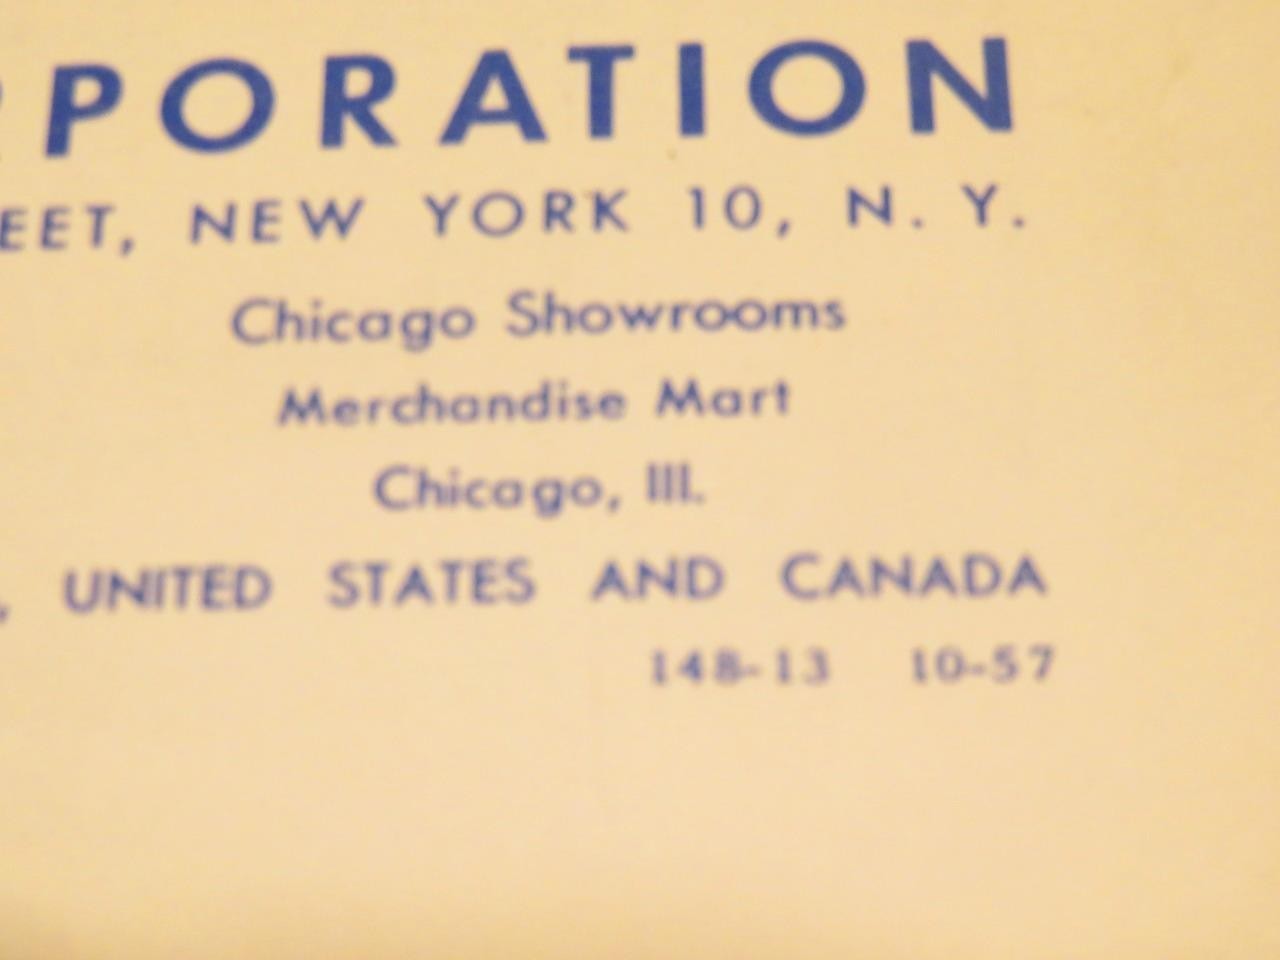 RPORATION
EET, NEW YORK 10, N. Y.
Chicago Showrooms
Merchandise Mart
Chicago, Ill.
, UNITED STATES AND CANADA
148-13 10-57